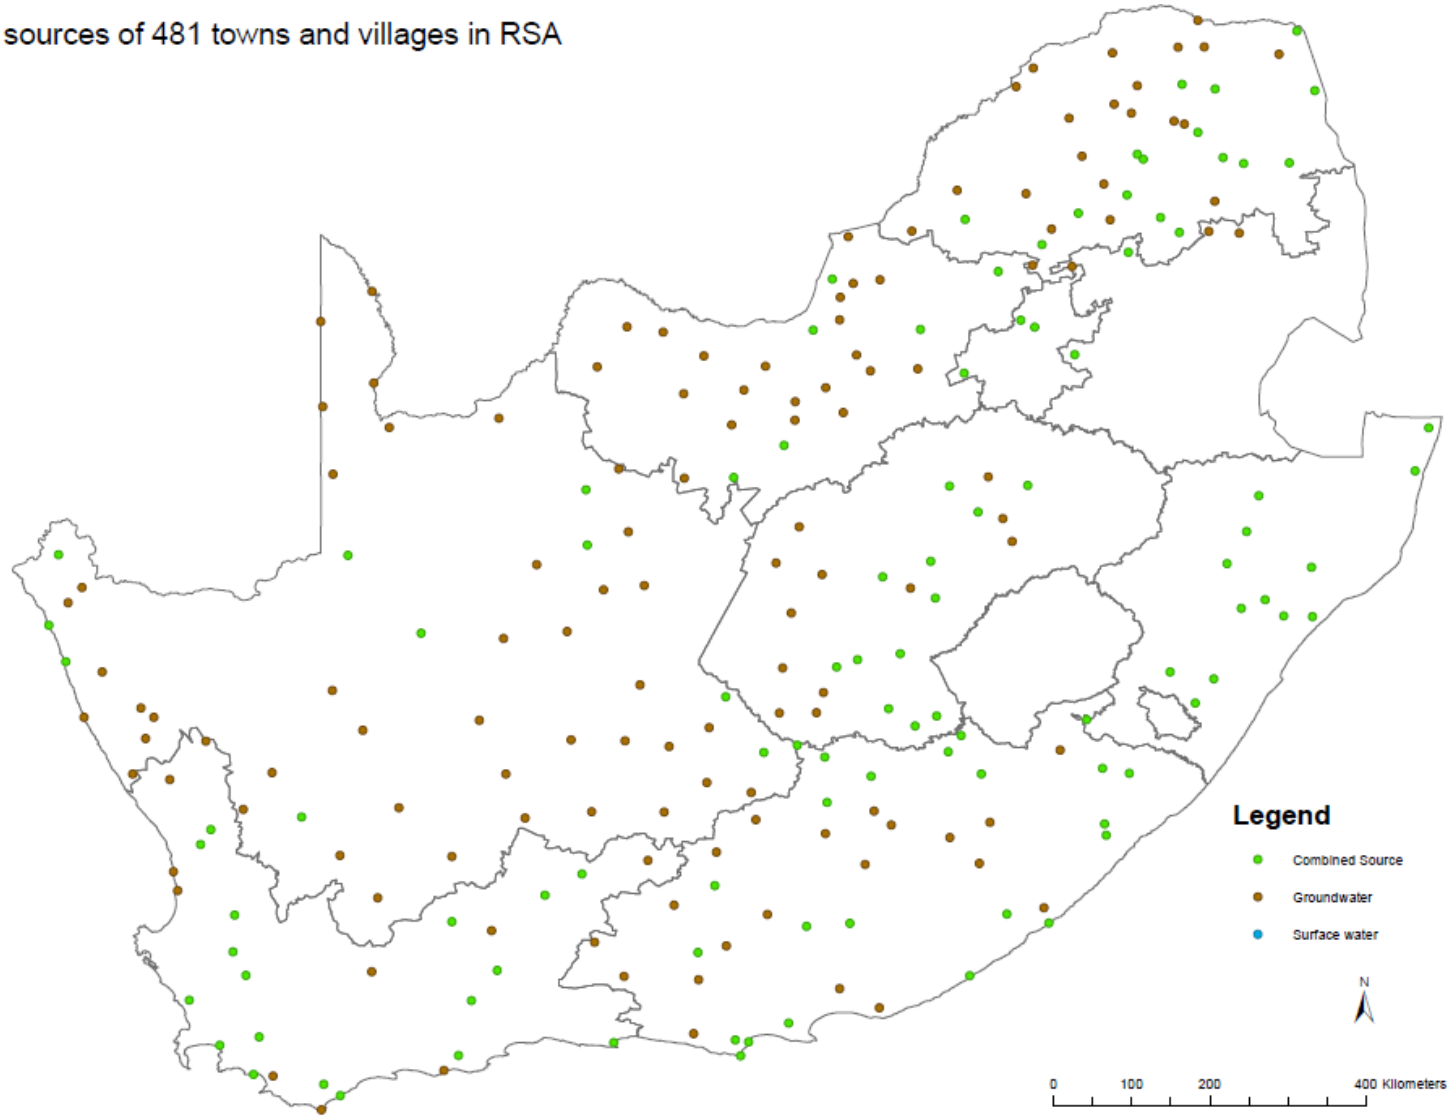 sources of 481 towns and villages in RSA
Legend
Combined Source
Groundwater
Surface water
N
0 100 200 400 Kilometers